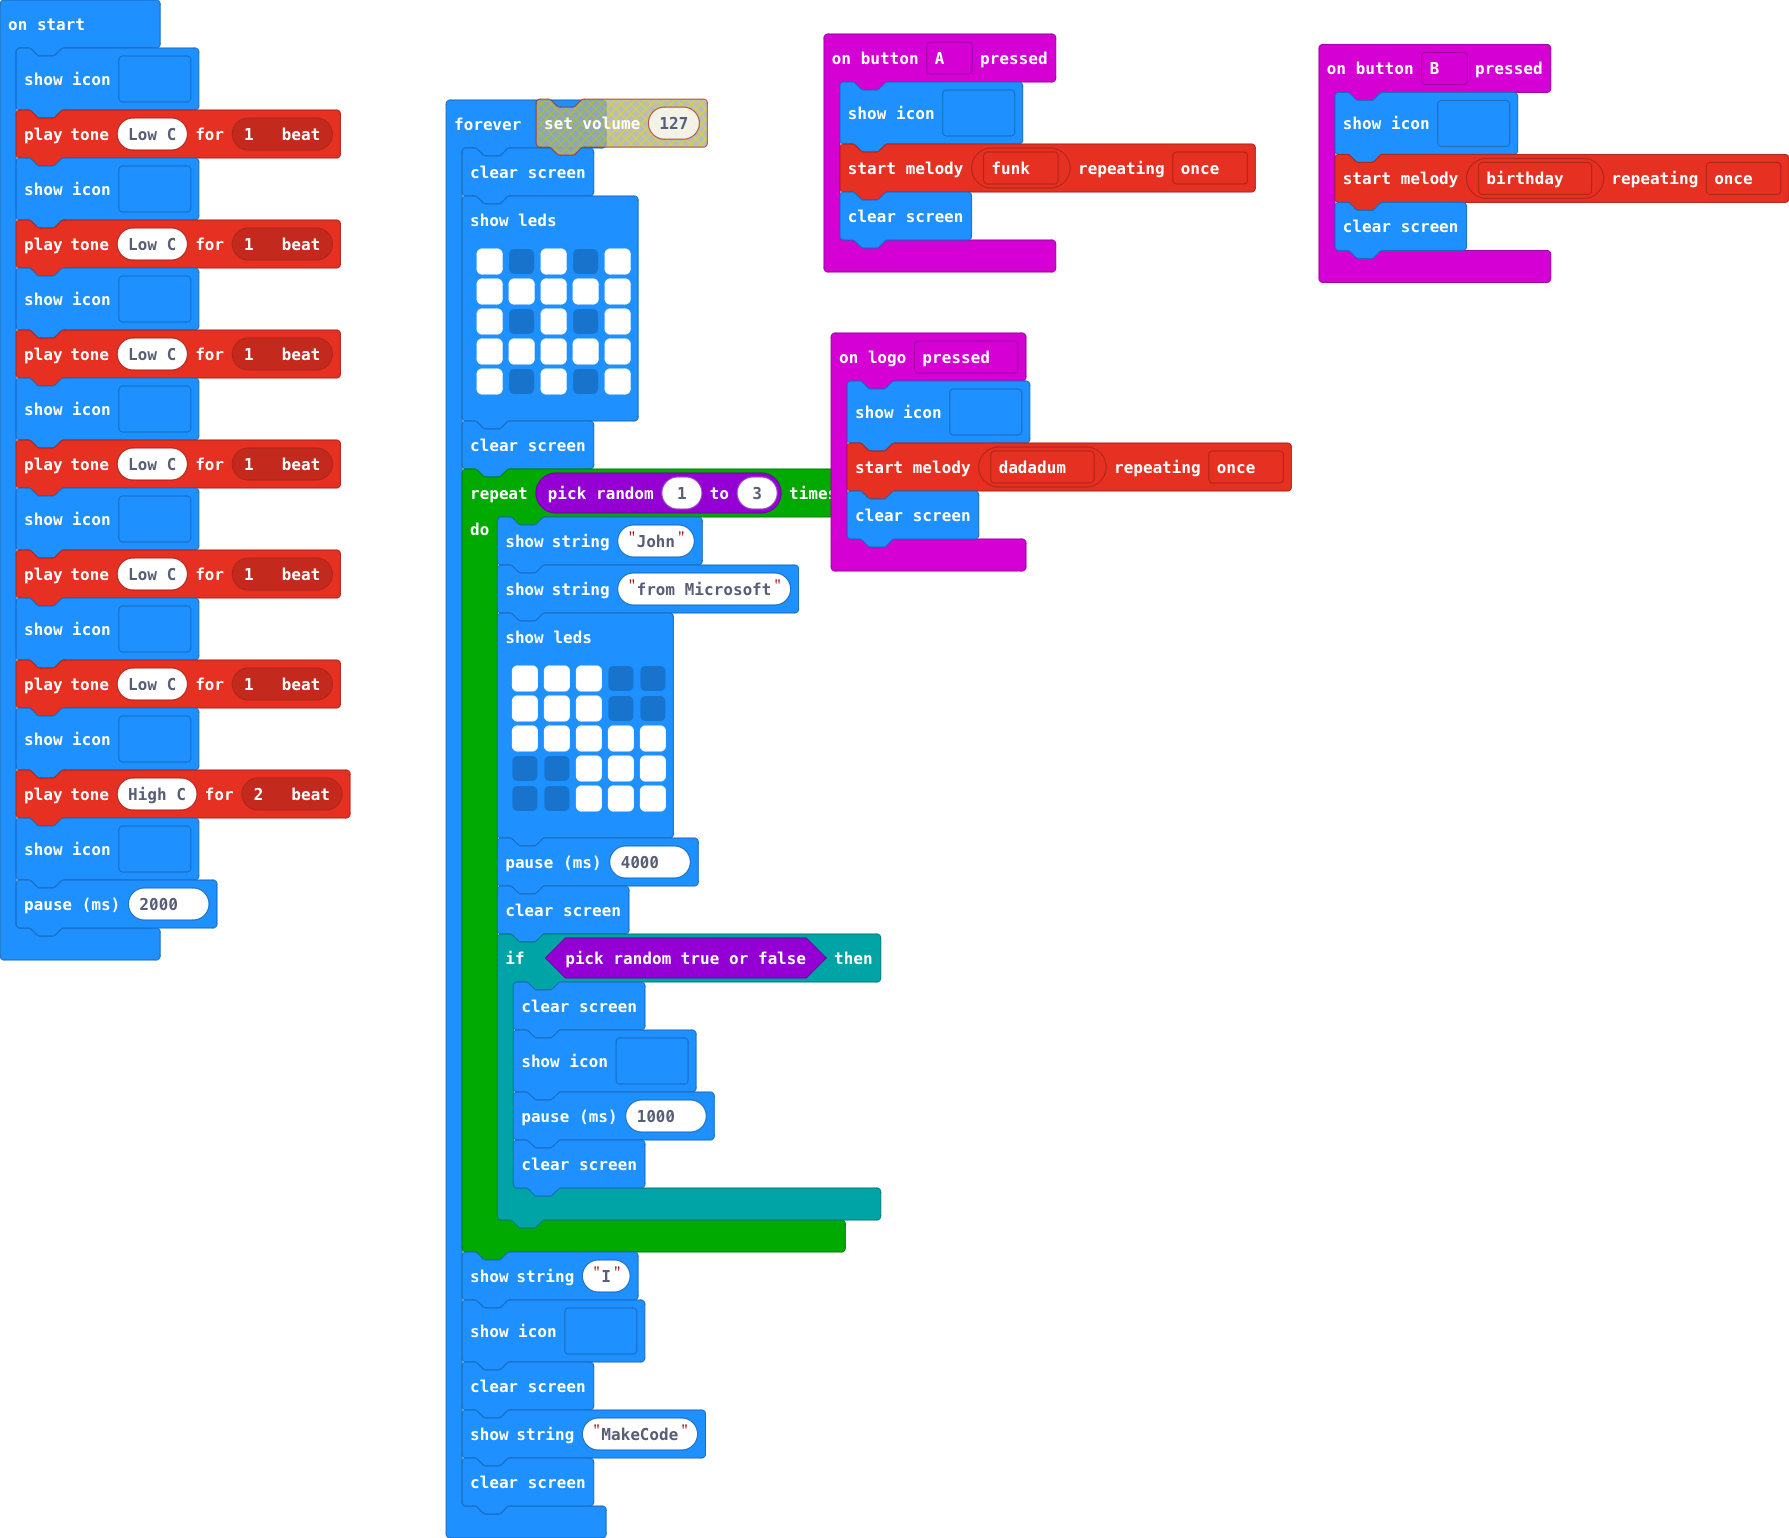 on start
show icon
play tone Low C for 1 beat
show icon
play tone Low C for 1 beat
show icon
play tone Low C for 1 beat
show icon
play tone Low C for 1 beat
show icon
play tone Low C for 1 beat
show icon
play tone Low C for 1 beat
show icon
play tone High C for 2 beat
show icon
pause (ms) 2000
forever
set volume 127
clear screen
show leds
clear screen
repeat pick random 1 to 3 times
do
show string "John"
show string "from Microsoft"
show leds
pause (ms) 4000
clear screen
if pick random true or false then
clear screen
show icon
pause (ms) 1000
clear screen
show string "I"
show icon
clear screen
show string "MakeCode"
clear screen
on button A pressed
show icon
start melody funk repeating once
clear screen
on logo pressed
show icon
start melody dadadum repeating once
clear screen
on button B pressed
show icon
start melody birthday repeating once
clear screen